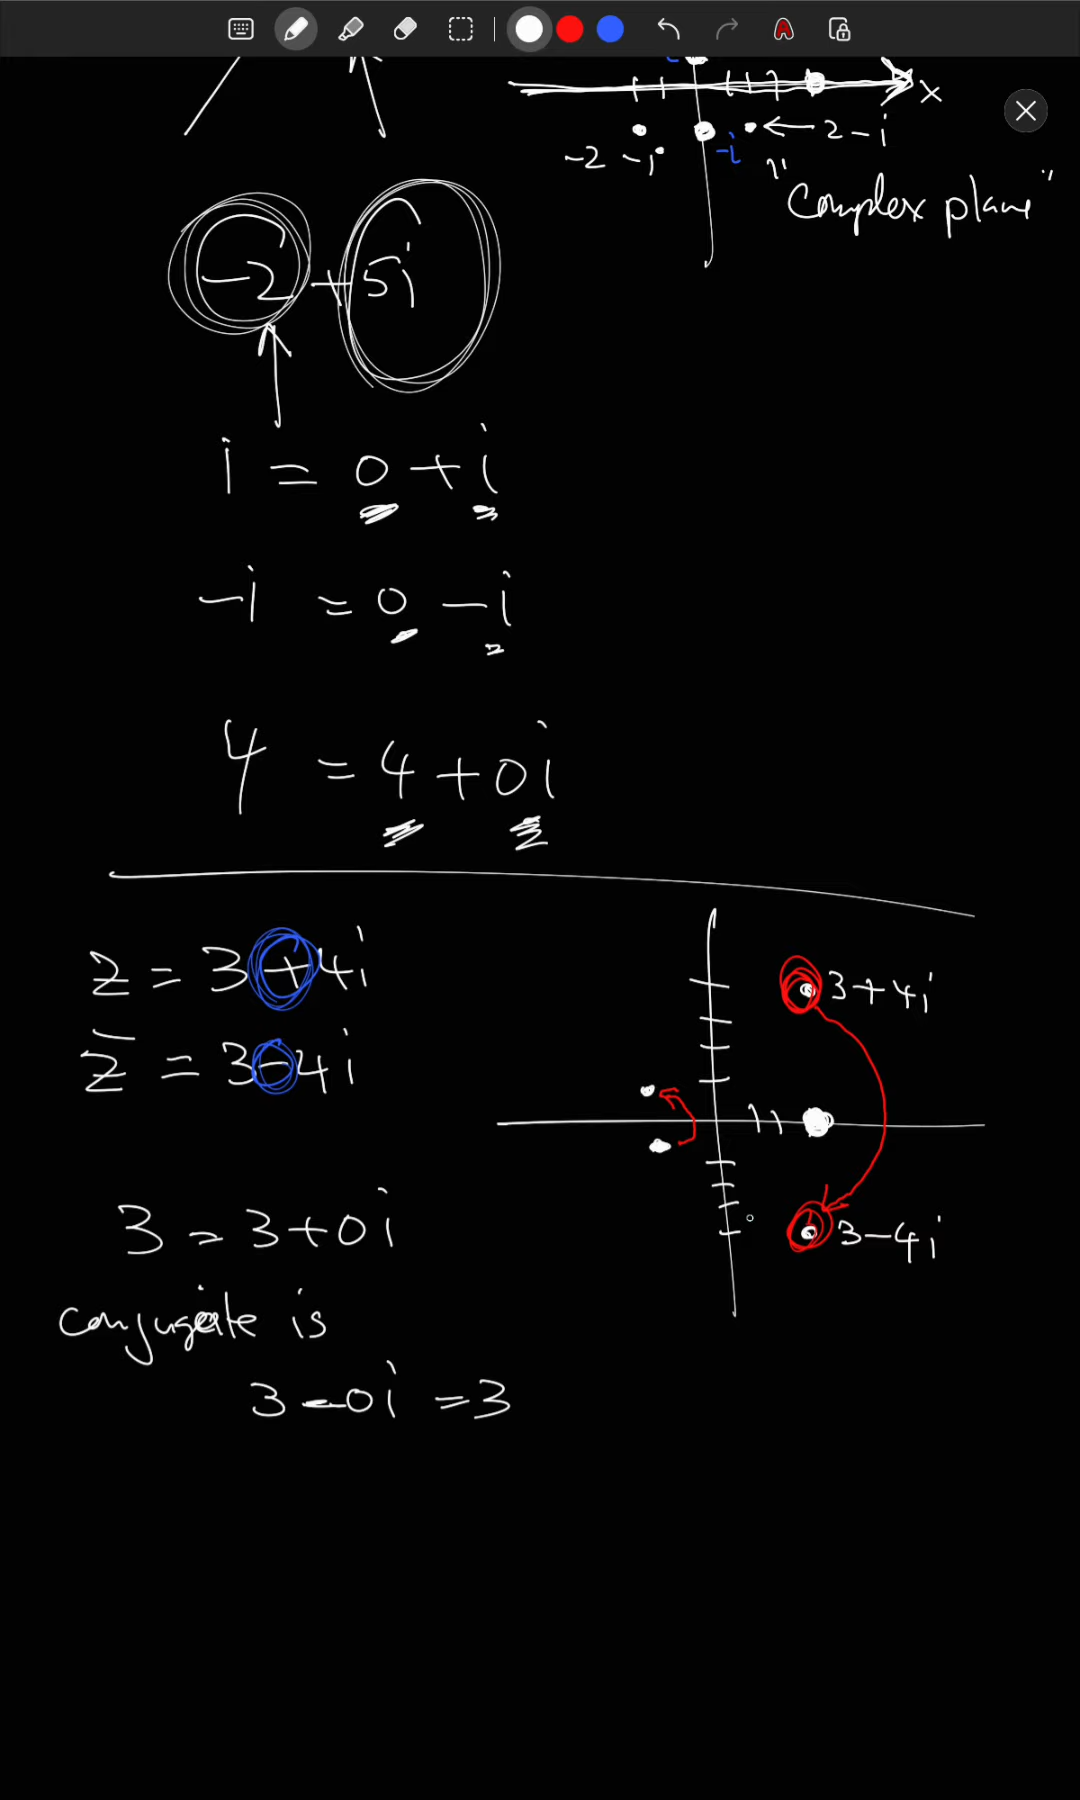 x
← 2 - i
-2 - i
-i
"Complex plane"
-2 + 5i
i = 0 + i
-i = 0 - i
4 = 4 + 0i
z = 3 + 4i
z̅ = 3 - 4i
3 + 4i
3 - 4i
3 = 3 + 0i
conjugate is
3 - 0i = 3